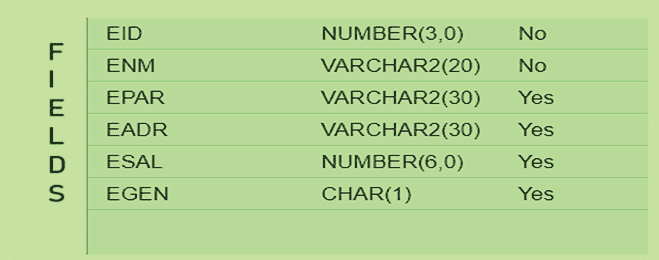 FIELDS
EID NUMBER(3,0) No
ENM VARCHAR2(20) No
EPAR VARCHAR2(30) Yes
EADR VARCHAR2(30) Yes
ESAL NUMBER(6,0) Yes
EGEN CHAR(1) Yes